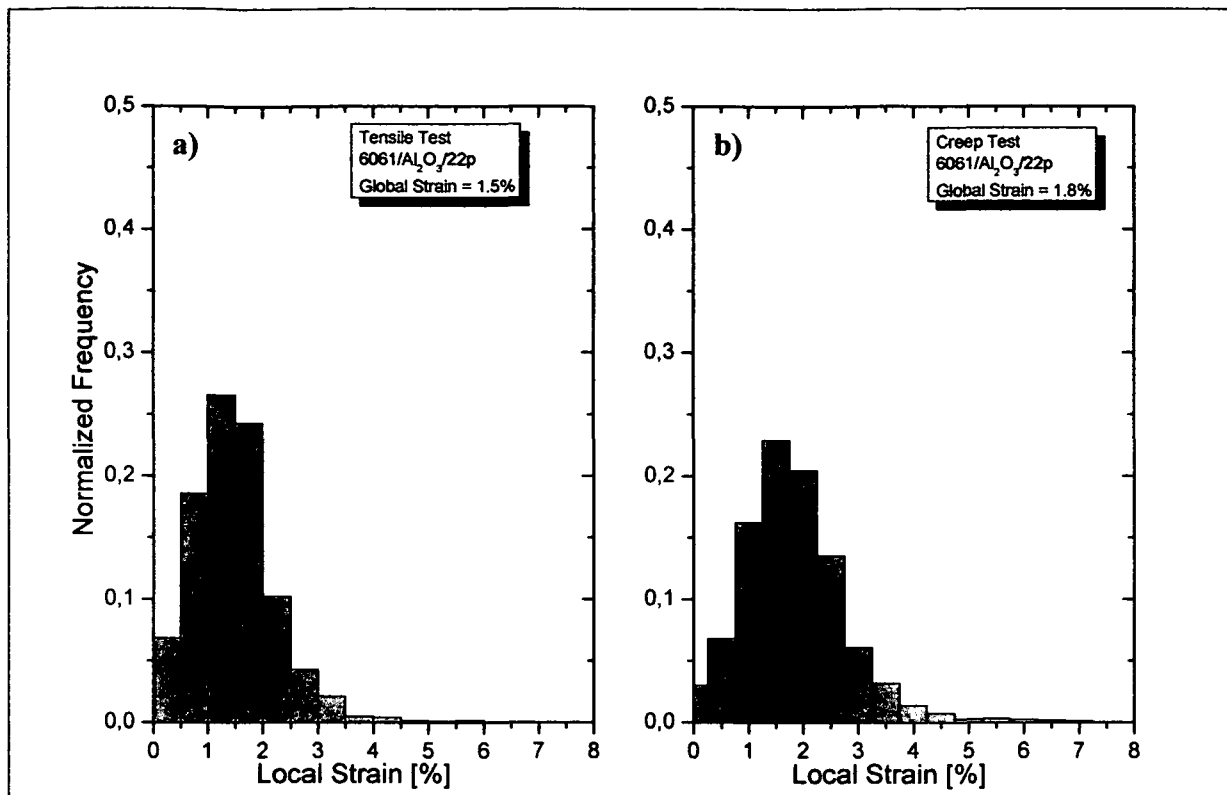 a)
Tensile Test
6061/Al₂O₃/22p
Global Strain = 1.5%
0,5
0,4
0,3
0,2
0,1
0,0
Normalized Frequency
0 1 2 3 4 5 6 7 8
Local Strain [%]
b)
Creep Test
6061/Al₂O₃/22p
Global Strain = 1.8%
0,5
0,4
0,3
0,2
0,1
0,0
0 1 2 3 4 5 6 7 8
Local Strain [%]